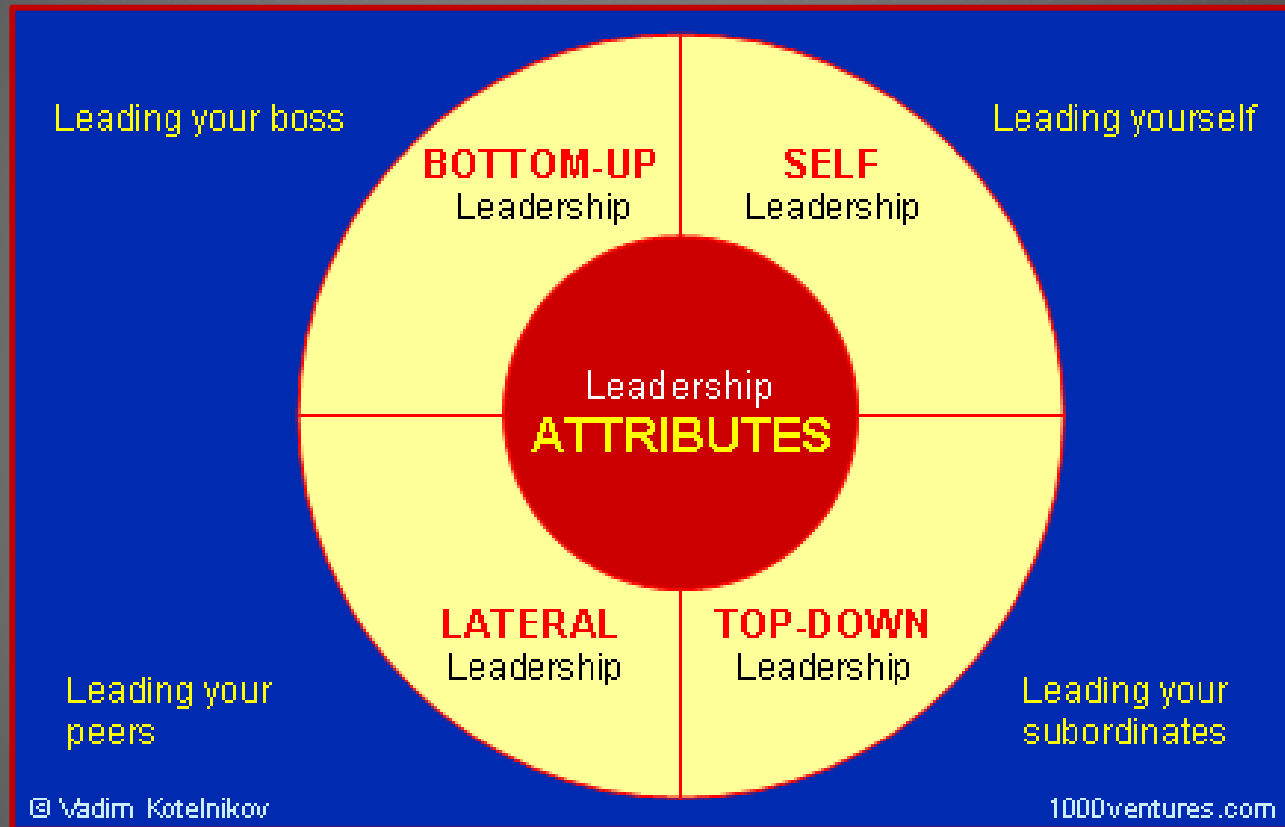 Leading your boss
Leading yourself
BOTTOM-UP
Leadership
SELF
Leadership
Leadership
ATTRIBUTES
LATERAL
Leadership
TOP-DOWN
Leadership
Leading your
peers
Leading your
subordinates
© Vadim Kotelnikov
1000ventures.com